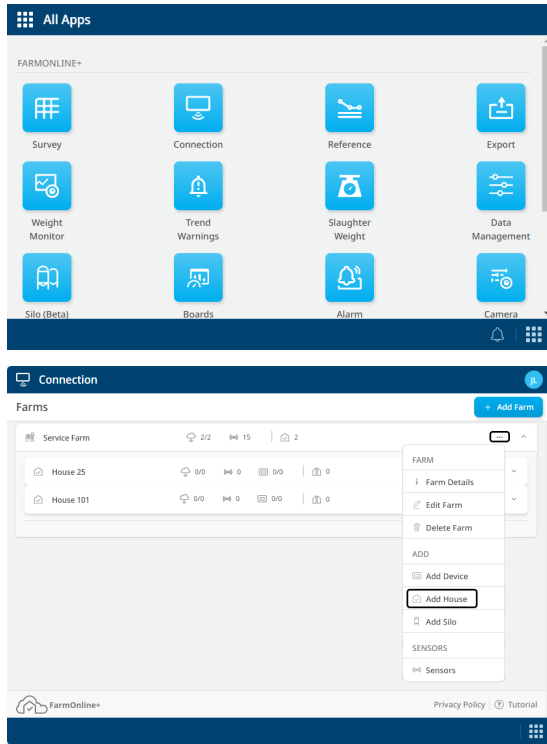 All Apps
FARMONLINE+
Survey
Connection
Reference
Export
Weight
Monitor
Trend
Warnings
Slaughter
Weight
Data
Management
Silo (Beta)
Boards
Alarm
Camera
Connection
JL
Farms
+ Add Farm
Service Farm 2/2 15 2 ...
FARM
House 25 0/0 0 0/0 0
i Farm Details
House 101 0/0 0 0/0 0
Edit Farm
Delete Farm
ADD
Add Device
Add House
Add Silo
SENSORS
Sensors
FarmOnline+
Privacy Policy ? Tutorial